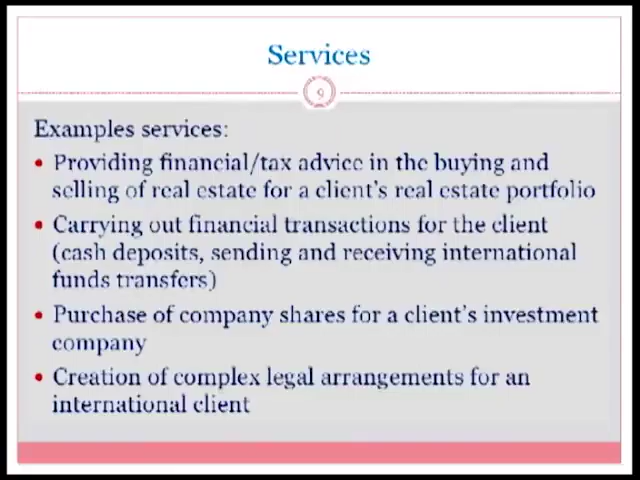 Services
9
Examples services:
• Providing financial/tax advice in the buying and
selling of real estate for a client's real estate portfolio
• Carrying out financial transactions for the client
(cash deposits, sending and receiving international
funds transfers)
• Purchase of company shares for a client's investment
company
• Creation of complex legal arrangements for an
international client